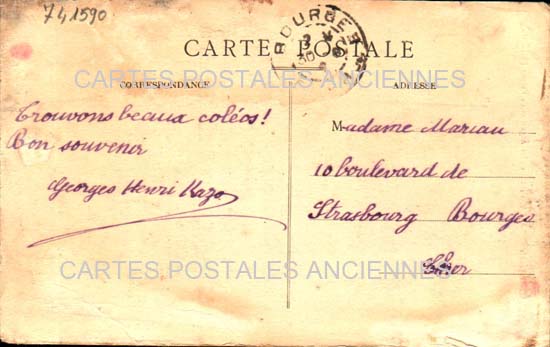 741590
CARTE POSTALE
BOURGES
CARTES POSTALES ANCIENNES
CORRESPONDANCE
ADRESSE
Trouvons beaux coléos!
Bon souvenir
Georges Henri
Madame Mariau
10 boulevard de
Strasbourg Bourges
Cher
CARTES POSTALES ANCIENNES